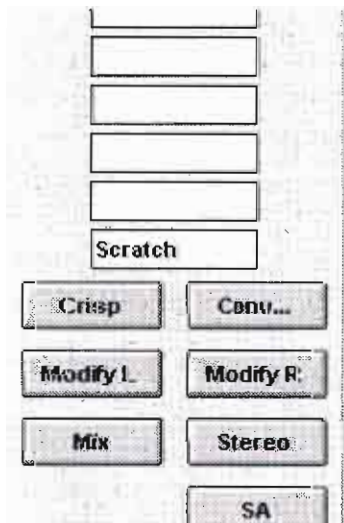 Scratch
Crisp Conv...
Modify L Modify R
Mix Stereo
SA